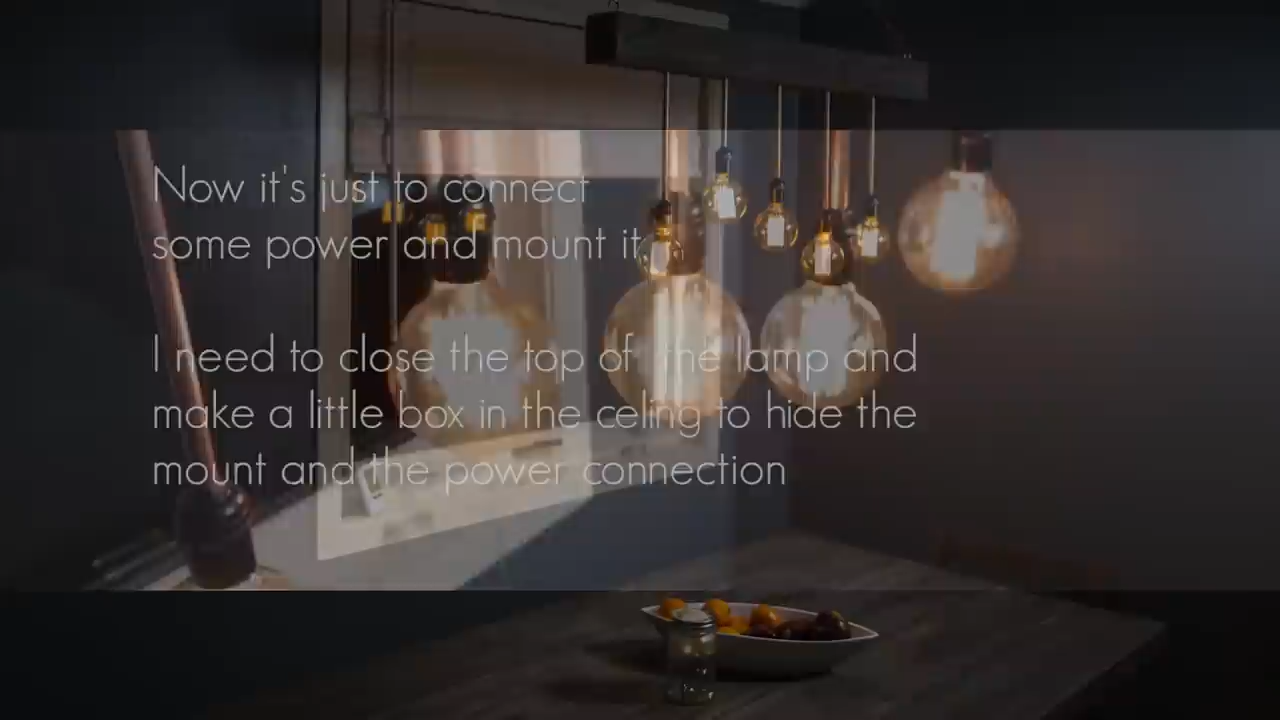 Now it's just to connect
some power and mount it
I need to close the top of the lamp and
make a little box in the celing to hide the
mount and the power connection